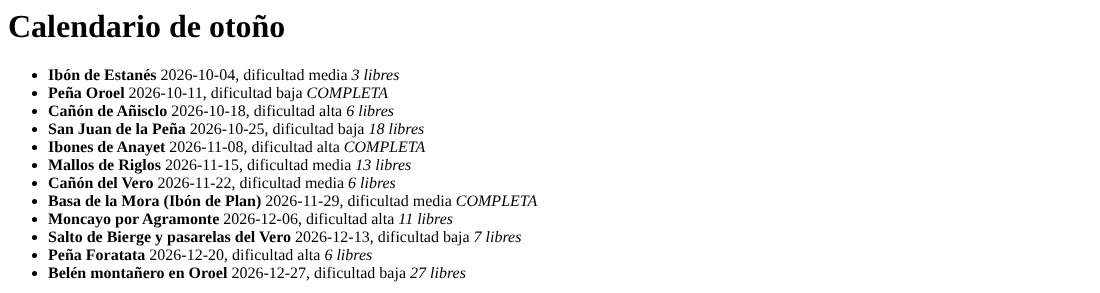 Calendario de otoño
Ibón de Estanés 2026-10-04, dificultad media 3 libres
Peña Oroel 2026-10-11, dificultad baja COMPLETA
Cañón de Añisclo 2026-10-18, dificultad alta 6 libres
San Juan de la Peña 2026-10-25, dificultad baja 18 libres
Ibones de Anayet 2026-11-08, dificultad alta COMPLETA
Mallos de Riglos 2026-11-15, dificultad media 13 libres
Cañón del Vero 2026-11-22, dificultad media 6 libres
Basa de la Mora (Ibón de Plan) 2026-11-29, dificultad media COMPLETA
Moncayo por Agramonte 2026-12-06, dificultad alta 11 libres
Salto de Bierge y pasarelas del Vero 2026-12-13, dificultad baja 7 libres
Peña Foratata 2026-12-20, dificultad alta 6 libres
Belén montañero en Oroel 2026-12-27, dificultad baja 27 libres